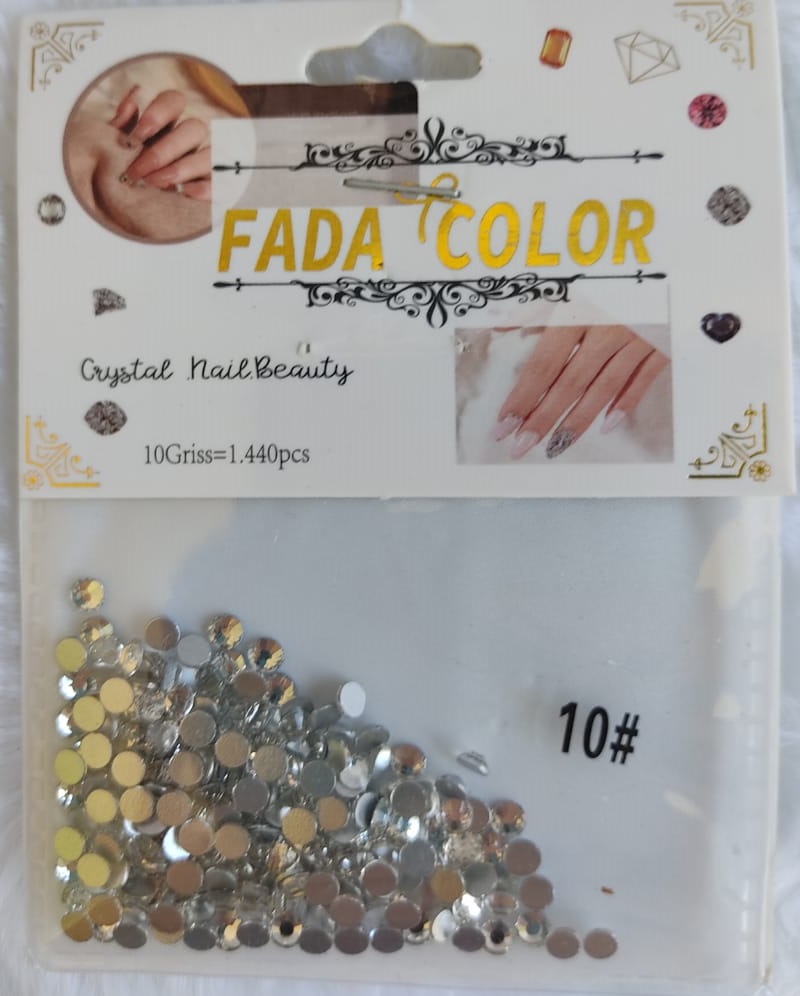 FADA COLOR
Crystal Nail Beauty
10Griss=1.440pcs
10#